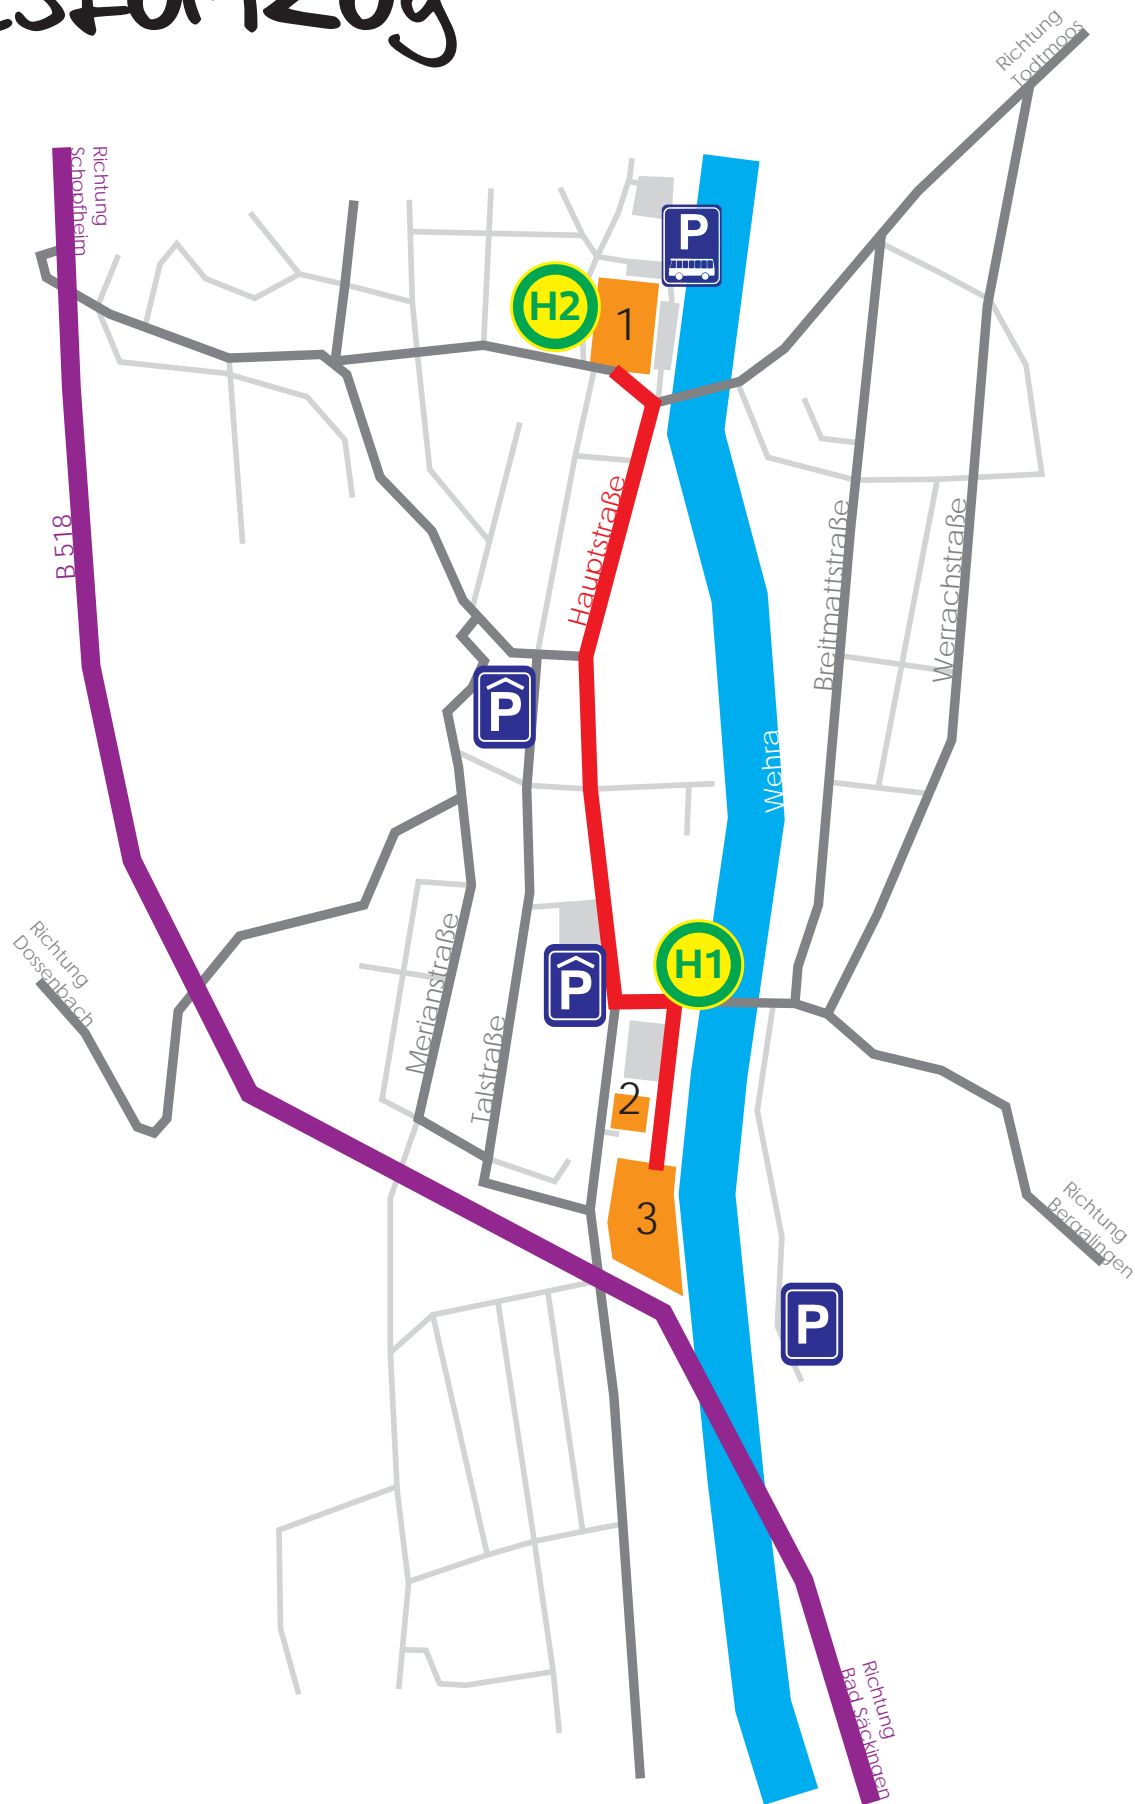 Richtung
Todtmoos
Richtung
Schopfheim
P
H2
1
Hauptstraße
B 518
Breitmattstraße
Werrachstraße
P
Wehra
Richtung
Dossenbach
Merianstraße
Talstraße
P
H1
2
3
Richtung
Bergalingen
P
Richtung
Bad Säckingen